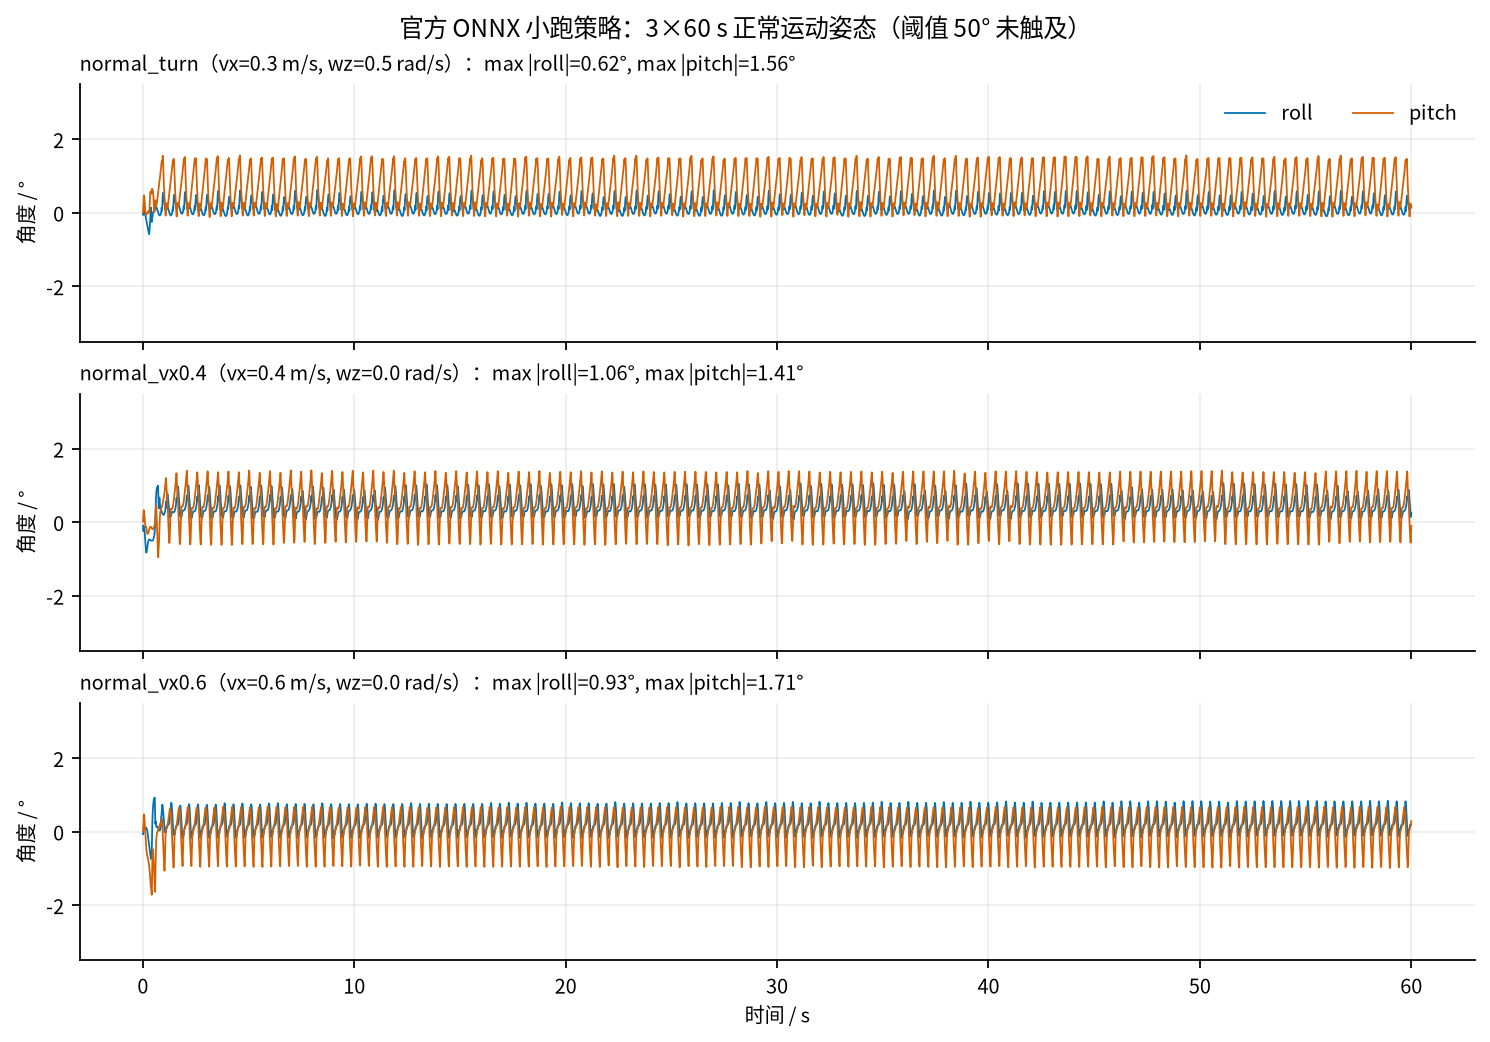 官方 ONNX 小跑策略：3×60 s 正常运动姿态（阈值 50° 未触及）
normal_turn（vx=0.3 m/s, wz=0.5 rad/s）：max |roll|=0.62°, max |pitch|=1.56°
roll
pitch
2
0
-2
角度 / °
normal_vx0.4（vx=0.4 m/s, wz=0.0 rad/s）：max |roll|=1.06°, max |pitch|=1.41°
2
0
-2
角度 / °
normal_vx0.6（vx=0.6 m/s, wz=0.0 rad/s）：max |roll|=0.93°, max |pitch|=1.71°
2
0
-2
角度 / °
0 10 20 30 40 50 60
时间 / s